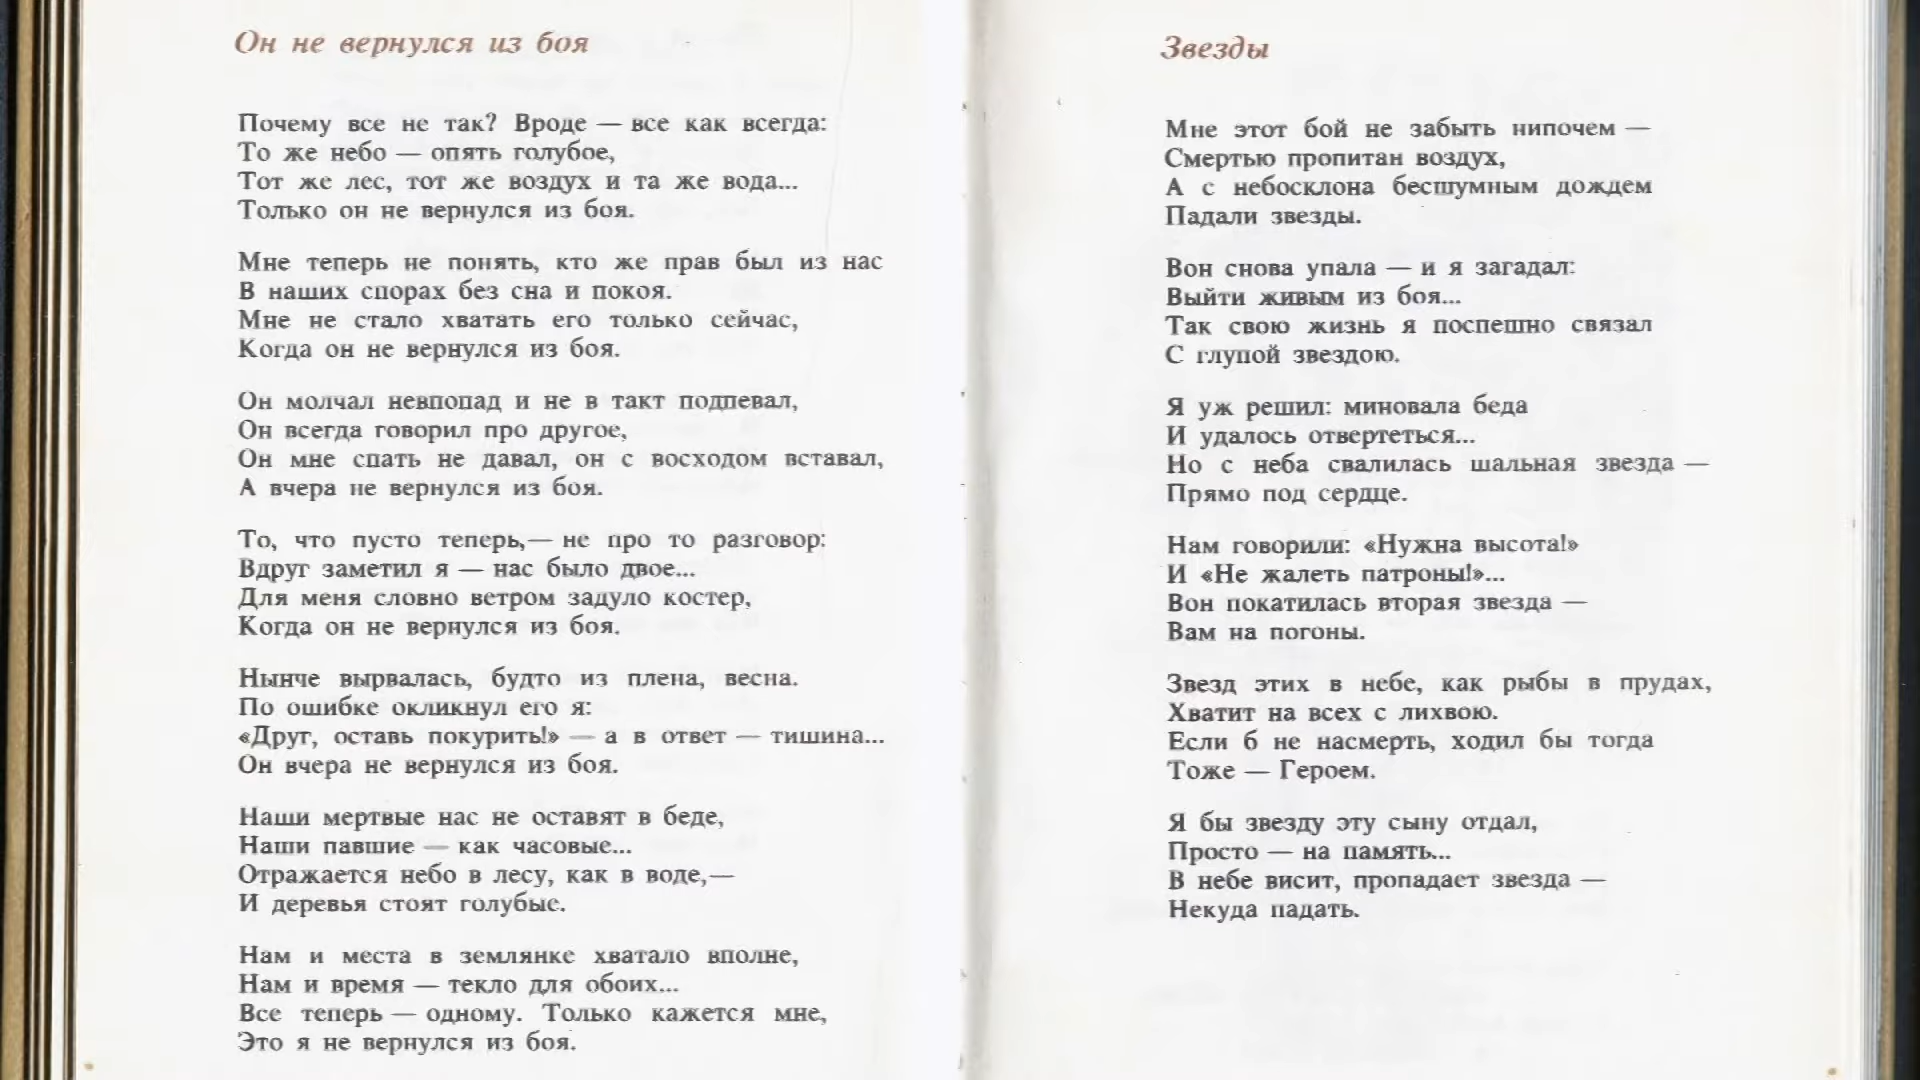 Он не вернулся из боя
Почему все не так? Вроде — все как всегда:
То же небо — опять голубое,
Тот же лес, тот же воздух и та же вода...
Только он не вернулся из боя.
Мне теперь не понять, кто же прав был из нас
В наших спорах без сна и покоя.
Мне не стало хватать его только сейчас,
Когда он не вернулся из боя.
Он молчал невпопад и не в такт подпевал,
Он всегда говорил про другое,
Он мне спать не давал, он с восходом вставал,
А вчера не вернулся из боя.
То, что пусто теперь,— не про то разговор:
Вдруг заметил я — нас было двое...
Для меня словно ветром задуло костер,
Когда он не вернулся из боя.
Нынче вырвалась, будто из плена, весна.
По ошибке окликнул его я:
«Друг, оставь покурить!» — а в ответ — тишина...
Он вчера не вернулся из боя.
Наши мертвые нас не оставят в беде,
Наши павшие — как часовые...
Отражается небо в лесу, как в воде,—
И деревья стоят голубые.
Нам и места в землянке хватало вполне,
Нам и время — текло для обоих...
Все теперь — одному. Только кажется мне,
Это я не вернулся из боя.
Звезды
Мне этот бой не забыть нипочем —
Смертью пропитан воздух,
А с небосклона бесшумным дождем
Падали звезды.
Вон снова упала — и я загадал:
Выйти живым из боя...
Так свою жизнь я поспешно связал
С глупой звездою.
Я уж решил: миновала беда
И удалось отвертеться...
Но с неба свалилась шальная звезда —
Прямо под сердце.
Нам говорили: «Нужна высота!»
И «Не жалеть патроны!»...
Вон покатилась вторая звезда —
Вам на погоны.
Звезд этих в небе, как рыбы в прудах,
Хватит на всех с лихвою.
Если б не насмерть, ходил бы тогда
Тоже — Героем.
Я бы звезду эту сыну отдал,
Просто — на память...
В небе висит, пропадает звезда —
Некуда падать.